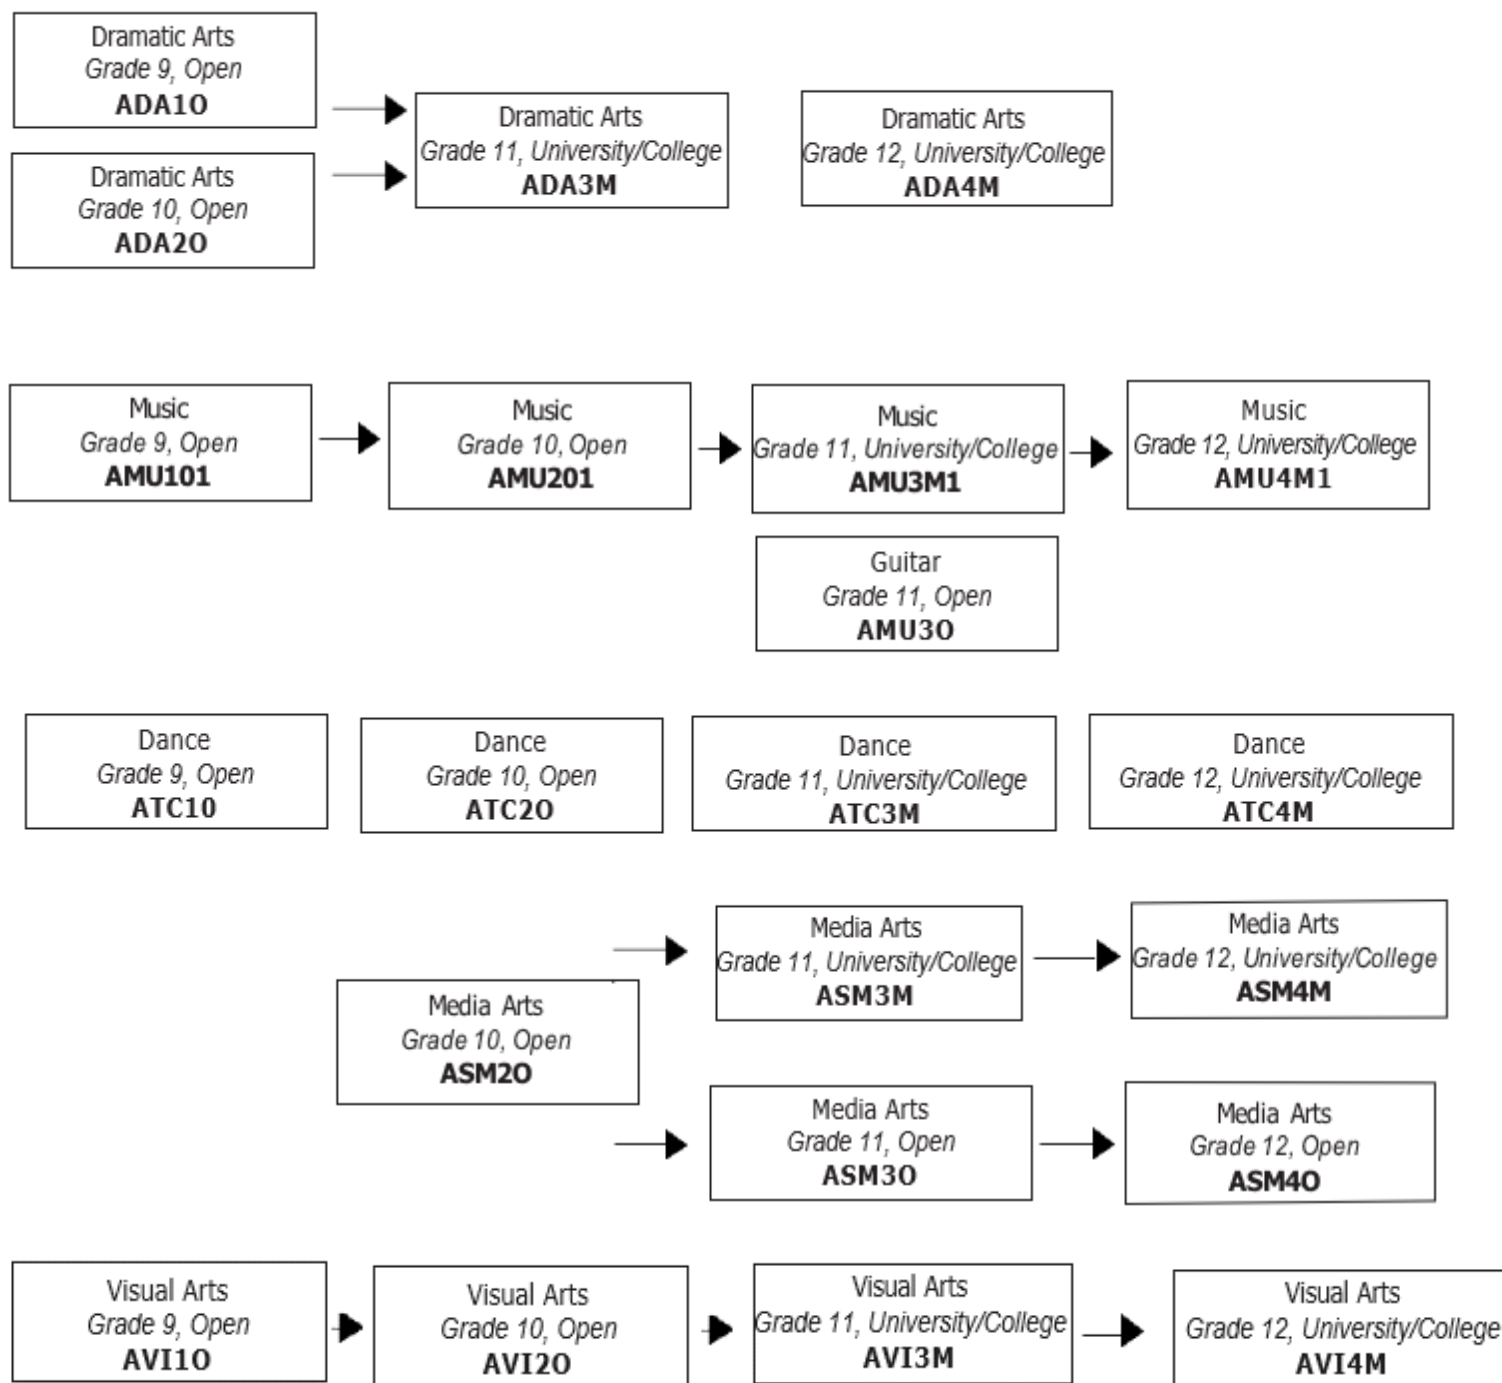 Dramatic Arts
Grade 9, Open
ADA1O
Dramatic Arts
Grade 10, Open
ADA2O
Dramatic Arts
Grade 11, University/College
ADA3M
Dramatic Arts
Grade 12, University/College
ADA4M
Music
Grade 9, Open
AMU101
Music
Grade 10, Open
AMU201
Music
Grade 11, University/College
AMU3M1
Music
Grade 12, University/College
AMU4M1
Guitar
Grade 11, Open
AMU3O
Dance
Grade 9, Open
ATC10
Dance
Grade 10, Open
ATC2O
Dance
Grade 11, University/College
ATC3M
Dance
Grade 12, University/College
ATC4M
Media Arts
Grade 10, Open
ASM2O
Media Arts
Grade 11, University/College
ASM3M
Media Arts
Grade 12, University/College
ASM4M
Media Arts
Grade 11, Open
ASM3O
Media Arts
Grade 12, Open
ASM4O
Visual Arts
Grade 9, Open
AVI1O
Visual Arts
Grade 10, Open
AVI2O
Visual Arts
Grade 11, University/College
AVI3M
Visual Arts
Grade 12, University/College
AVI4M